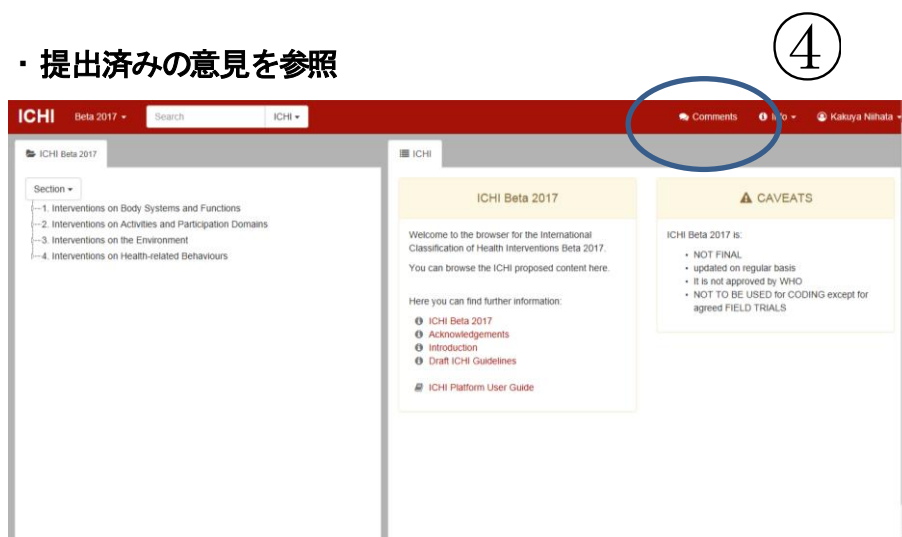 ④
・提出済みの意見を参照
ICHI Beta 2017 Search ICHI Comments Info Kakuya Niihata
ICHI Beta 2017
Section
1. Interventions on Body Systems and Functions
2. Interventions on Activities and Participation Domains
3. Interventions on the Environment
4. Interventions on Health-related Behaviours
ICHI
ICHI Beta 2017
Welcome to the browser for the International
Classification of Health Interventions Beta 2017.
You can browse the ICHI proposed content here.
Here you can find further information:
ICHI Beta 2017
Acknowledgements
Introduction
Draft ICHI Guidelines
ICHI Platform User Guide
CAVEATS
ICHI Beta 2017 is:
• NOT FINAL
• updated on regular basis
• It is not approved by WHO
• NOT TO BE USED for CODING except for
agreed FIELD TRIALS